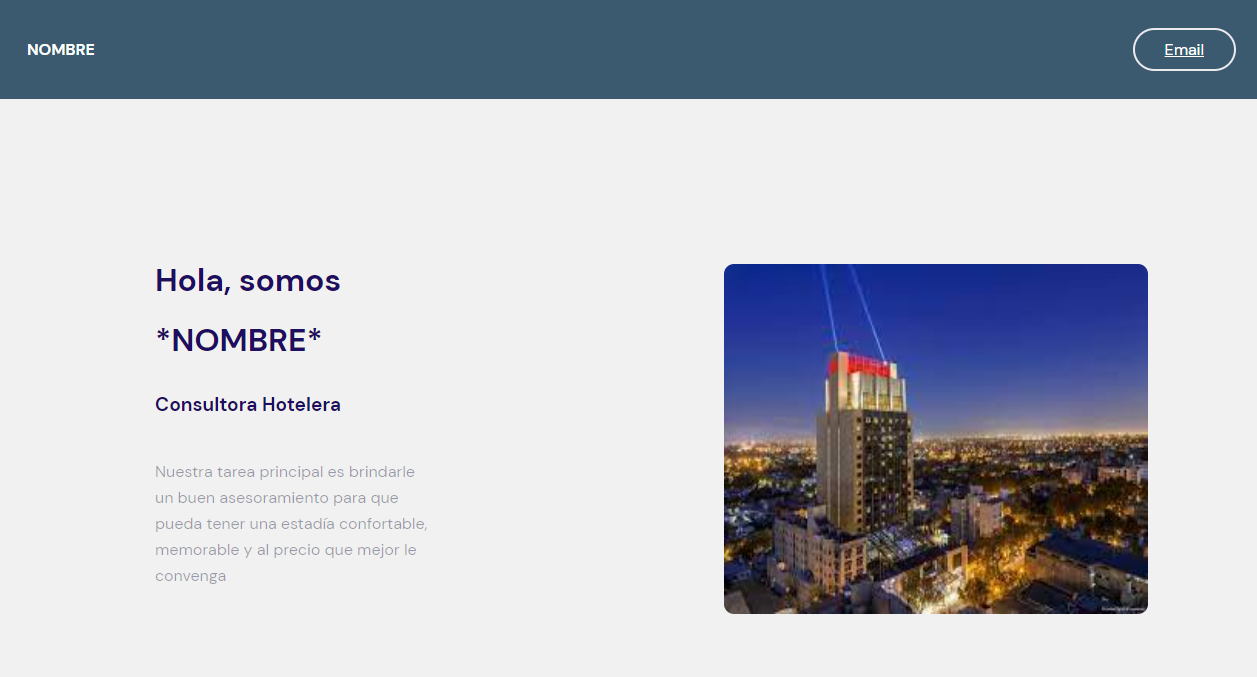 NOMBRE
Email
Hola, somos
*NOMBRE*
Consultora Hotelera
Nuestra tarea principal es brindarle
un buen asesoramiento para que
pueda tener una estadía confortable,
memorable y al precio que mejor le
convenga